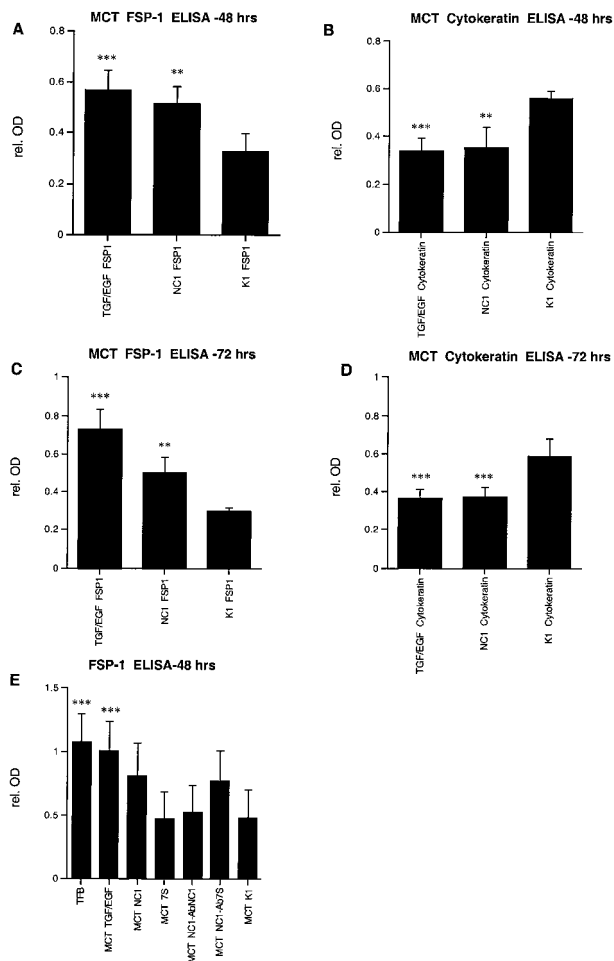 A
MCT FSP-1 ELISA -48 hrs
rel. OD
0.8
0.6
0.4
0.2
0
***
**
TGF/EGF FSP1
NC1 FSP1
K1 FSP1
B
MCT Cytokeratin ELISA -48 hrs
rel. OD
0.8
0.6
0.4
0.2
0
***
**
TGF/EGF Cytokeratin
NC1 Cytokeratin
K1 Cytokeratin
C
MCT FSP-1 ELISA -72 hrs
rel. OD
1
0.8
0.6
0.4
0.2
0
***
**
TGF/EGF FSP1
NC1 FSP1
K1 FSP1
D
MCT Cytokeratin ELISA -72 hrs
rel. OD
1
0.8
0.6
0.4
0.2
0
***
***
TGF/EGF Cytokeratin
NC1 Cytokeratin
K1 Cytokeratin
E
FSP-1 ELISA-48 hrs
rel. OD
1.5
1
0.5
0
***
***
TFB
MCT TGF/EGF
MCT NC1
MCT 7S
MCT NC1-AbNC1
MCT NC1-Ab7S
MCT K1